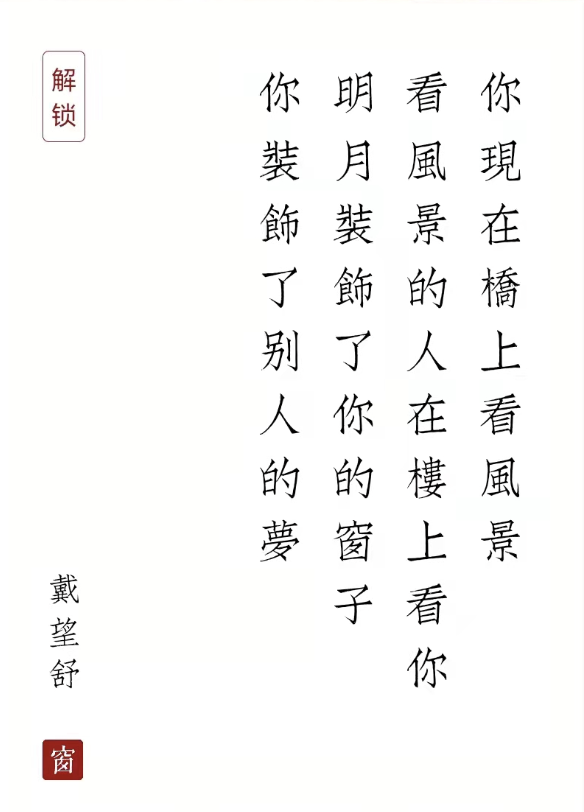 你現在橋上看風景
看風景的人在樓上看你
明月裝飾了你的窗子
你裝飾了别人的夢
解锁
戴望舒
窗